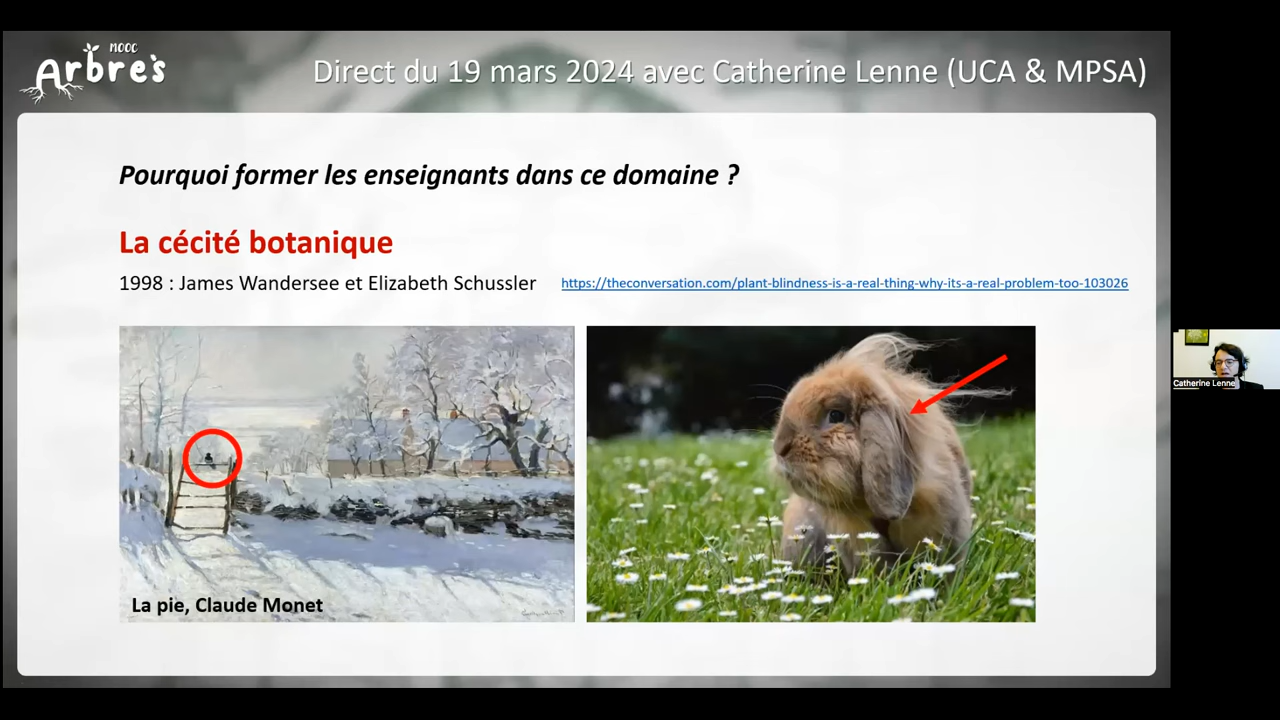 MOOC
Arbres
Direct du 19 mars 2024 avec Catherine Lenne (UCA & MPSA)
Pourquoi former les enseignants dans ce domaine ?
La cécité botanique
1998 : James Wandersee et Elizabeth Schussler
https://theconversation.com/plant-blindness-is-a-real-thing-why-its-a-real-problem-too-103026
La pie, Claude Monet
Catherine Lenne